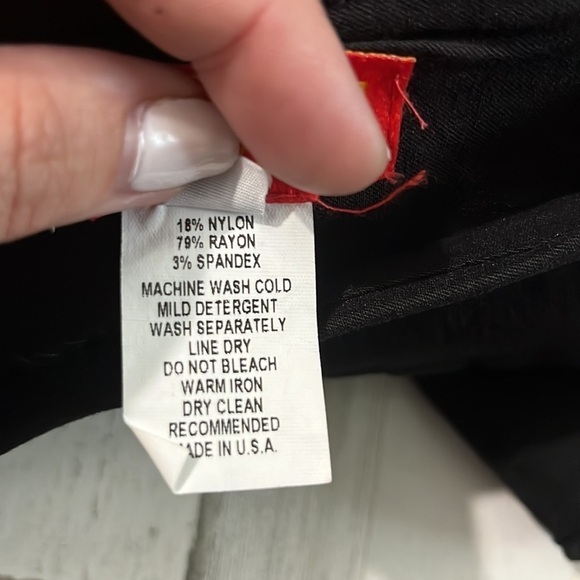 18% NYLON
79% RAYON
3% SPANDEX
MACHINE WASH COLD
MILD DETERGENT
WASH SEPARATELY
LINE DRY
DO NOT BLEACH
WARM IRON
DRY CLEAN
RECOMMENDED
ADE IN U.S.A.